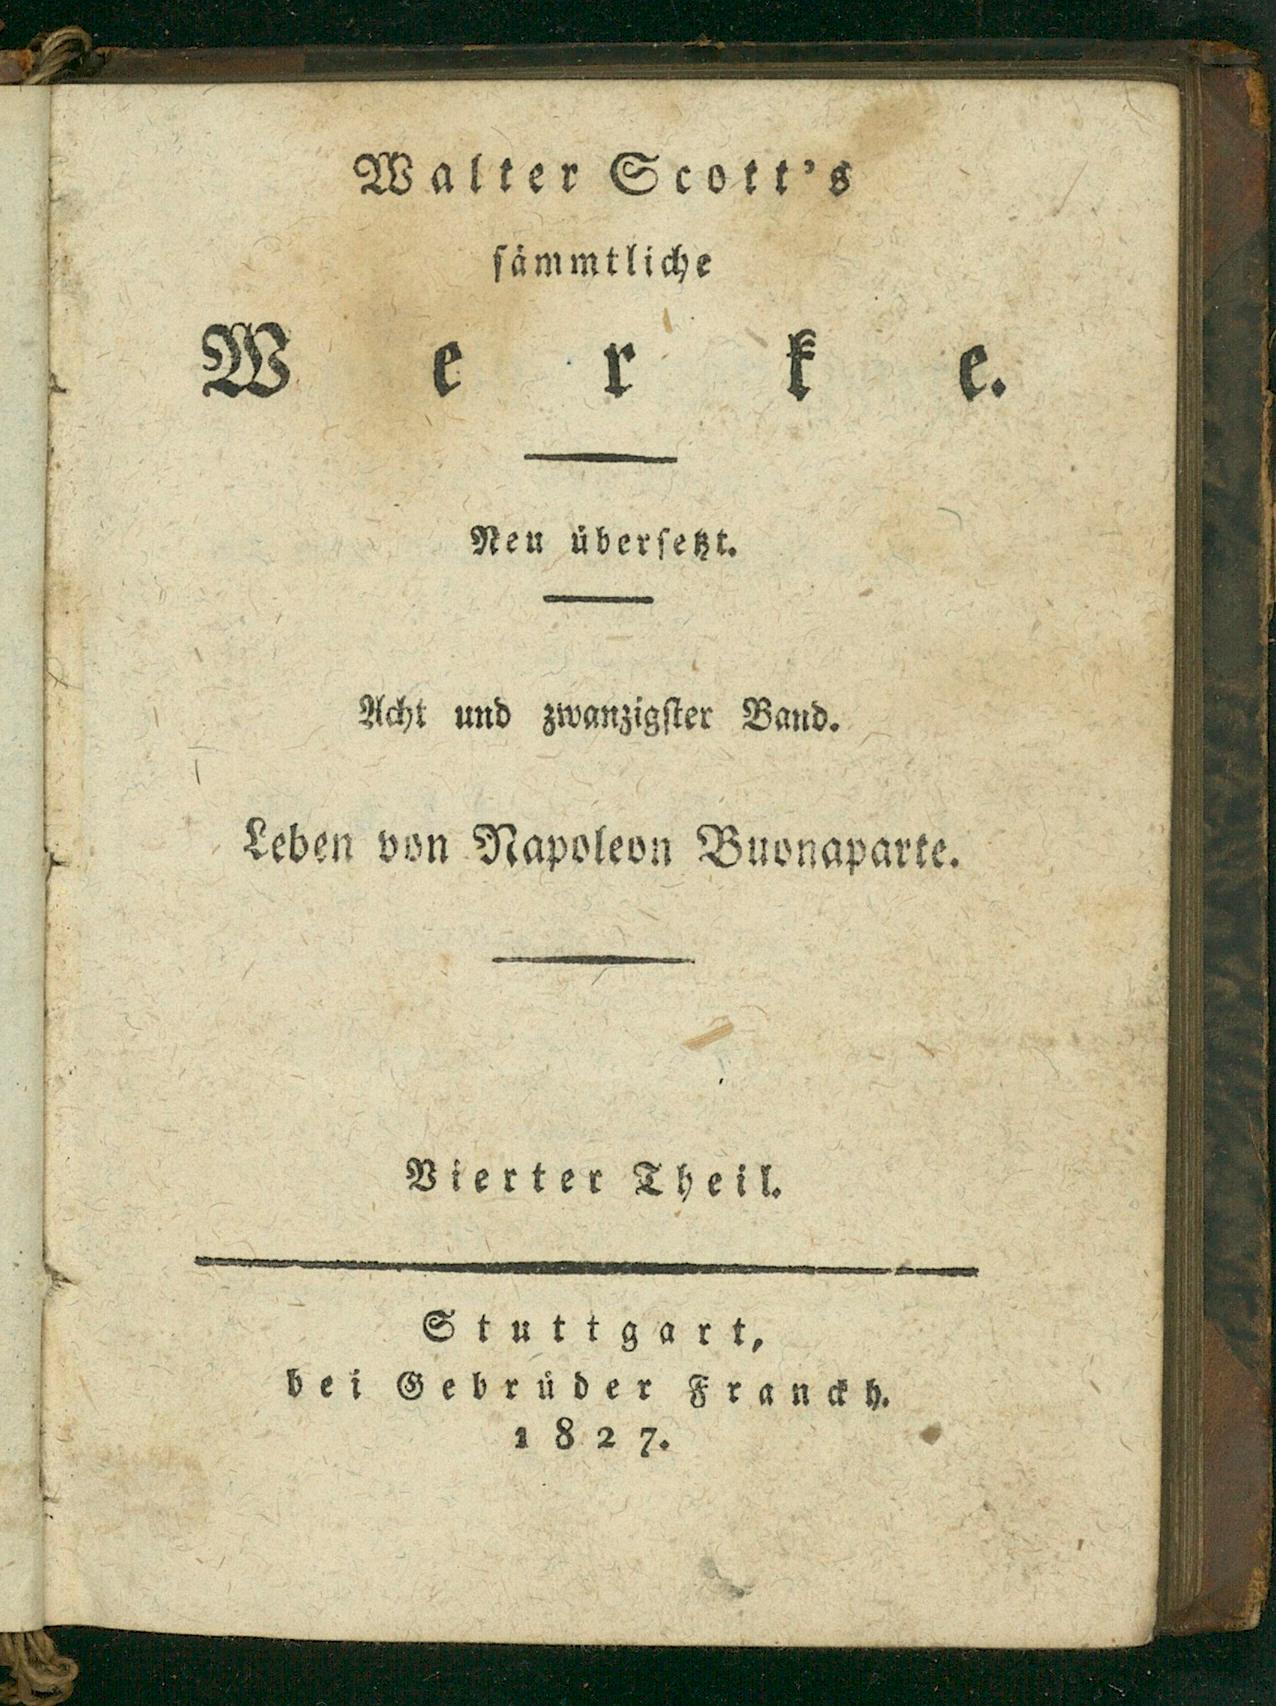 Walter Scott's
sämmtliche
Werke.
Neu übersetzt.
Acht und zwanzigster Band.
Leben von Napoleon Buonaparte.
Vierter Theil.
Stuttgart,
bei Gebrüder Franckh.
1827.